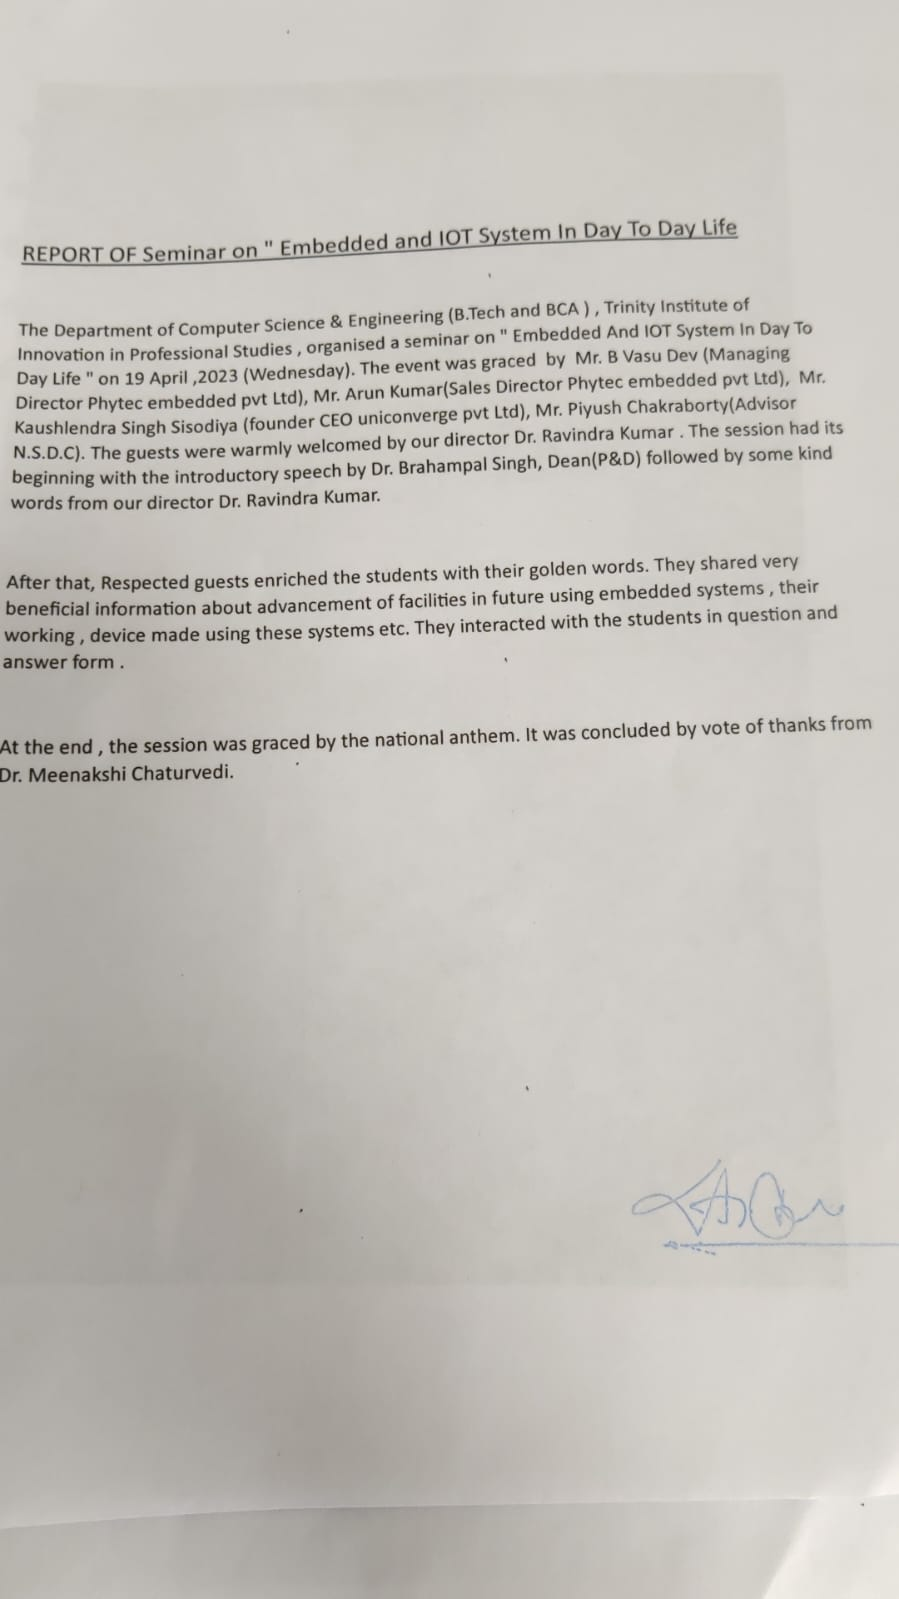 REPORT OF Seminar on " Embedded and IOT System In Day To Day Life
The Department of Computer Science & Engineering (B.Tech and BCA ) , Trinity Institute of
Innovation in Professional Studies , organised a seminar on " Embedded And IOT System In Day To
Day Life " on 19 April ,2023 (Wednesday). The event was graced by Mr. B Vasu Dev (Managing
Director Phytec embedded pvt Ltd), Mr. Arun Kumar(Sales Director Phytec embedded pvt Ltd), Mr.
Kaushlendra Singh Sisodiya (founder CEO uniconverge pvt Ltd), Mr. Piyush Chakraborty(Advisor
N.S.D.C). The guests were warmly welcomed by our director Dr. Ravindra Kumar . The session had its
beginning with the introductory speech by Dr. Brahampal Singh, Dean(P&D) followed by some kind
words from our director Dr. Ravindra Kumar.
After that, Respected guests enriched the students with their golden words. They shared very
beneficial information about advancement of facilities in future using embedded systems , their
working , device made using these systems etc. They interacted with the students in question and
answer form .
At the end , the session was graced by the national anthem. It was concluded by vote of thanks from
Dr. Meenakshi Chaturvedi.